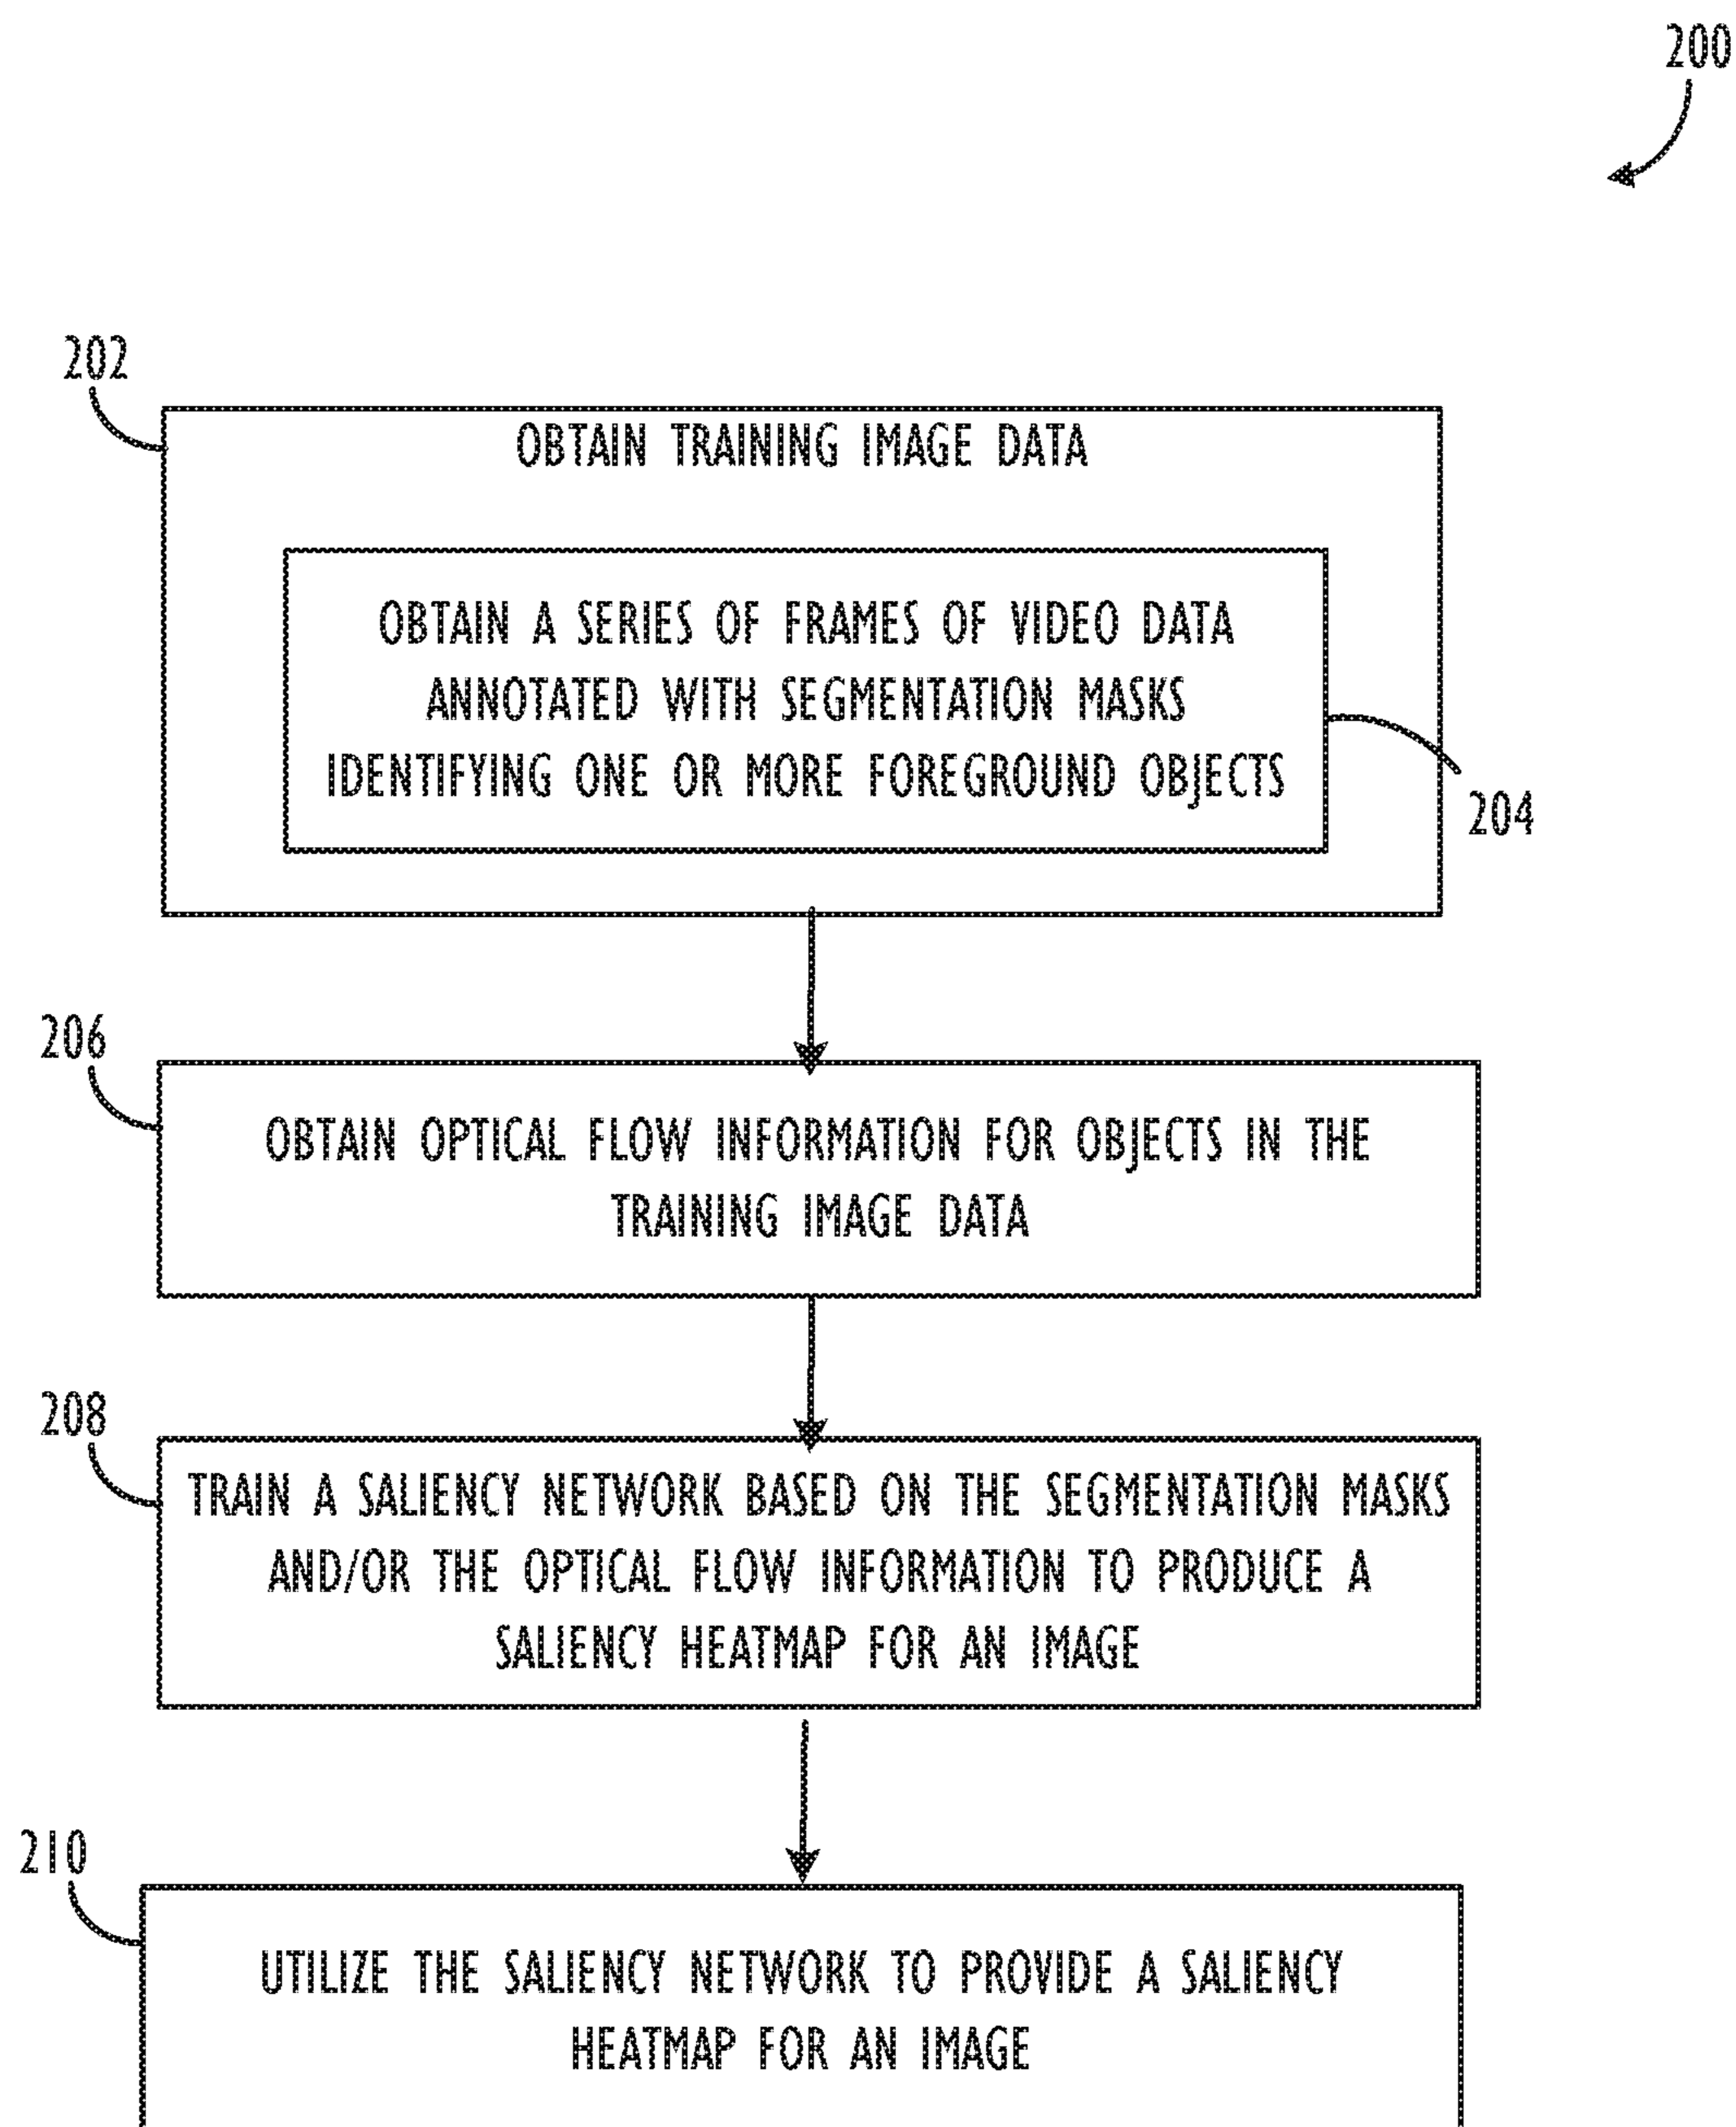 200
202
OBTAIN TRAINING IMAGE DATA
OBTAIN A SERIES OF FRAMES OF VIDEO DATA
ANNOTATED WITH SEGMENTATION MASKS
IDENTIFYING ONE OR MORE FOREGROUND OBJECTS
204
206
OBTAIN OPTICAL FLOW INFORMATION FOR OBJECTS IN THE
TRAINING IMAGE DATA
208
TRAIN A SALIENCY NETWORK BASED ON THE SEGMENTATION MASKS
AND/OR THE OPTICAL FLOW INFORMATION TO PRODUCE A
SALIENCY HEATMAP FOR AN IMAGE
210
UTILIZE THE SALIENCY NETWORK TO PROVIDE A SALIENCY
HEATMAP FOR AN IMAGE